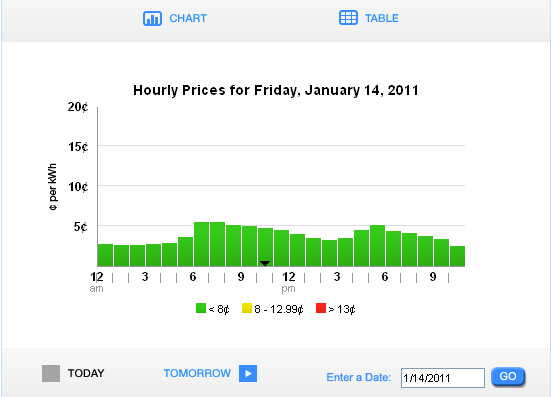 CHART TABLE
Hourly Prices for Friday, January 14, 2011
20¢
15¢
10¢
5¢
¢ per kWh
12 3 6 9 12 3 6 9
am pm
< 8¢ 8 - 12.99¢ > 13¢
TODAY TOMORROW Enter a Date: 1/14/2011 GO